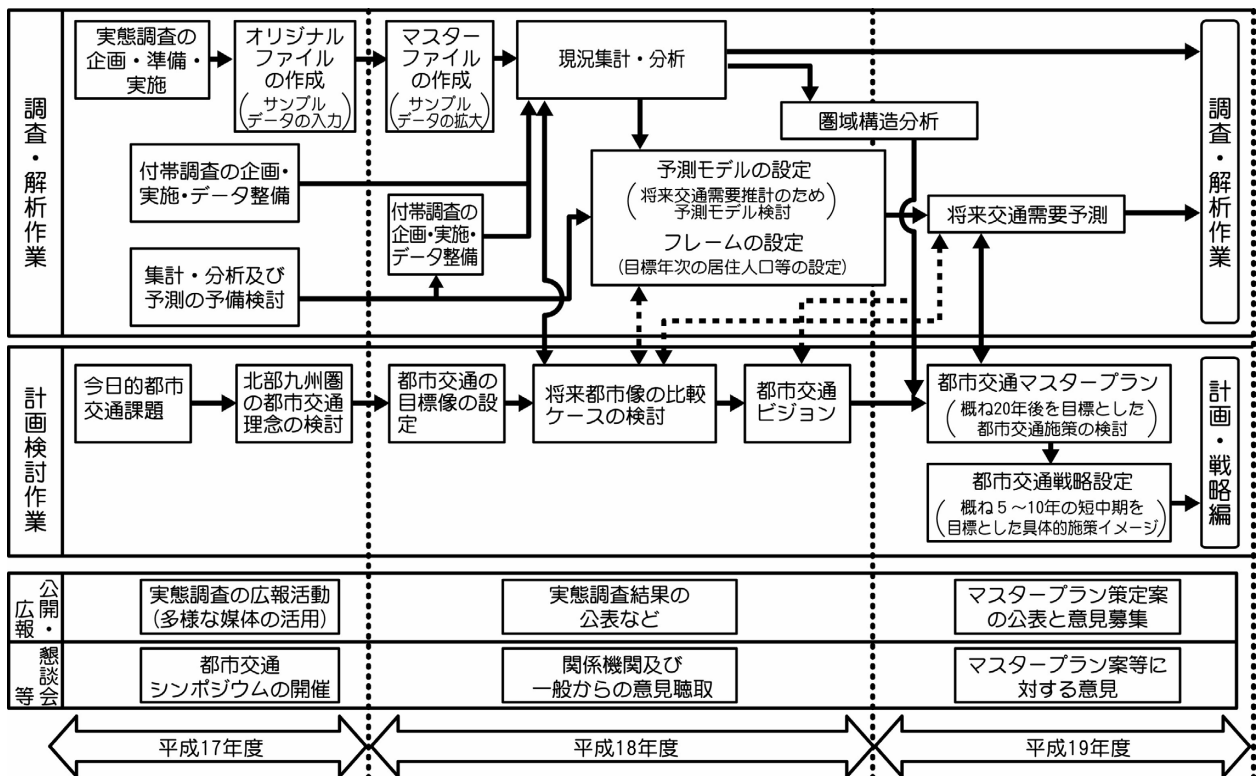 調査・解析作業
実態調査の
企画・準備・
実施
オリジナル
ファイル
の作成
(サンプル
データの入力)
マスター
ファイル
の作成
(サンプル
データの拡大)
現況集計・分析
圏域構造分析
調査・解析作業
付帯調査の企画・
実施・データ整備
付帯調査の
企画・実施・
データ整備
予測モデルの設定
(将来交通需要推計のため
予測モデル検討)
フレームの設定
(目標年次の居住人口等の設定)
将来交通需要予測
集計・分析及び
予測の予備検討
計画検討作業
今日的都市
交通課題
北部九州圏
の都市交通
理念の検討
都市交通の
目標像の設
定
将来都市像の比較
ケースの検討
都市交通
ビジョン
都市交通マスタープラン
(概ね20年後を目標とした
都市交通施策の検討)
都市交通戦略設定
(概ね5~10年の短中期を
目標とした具体的施策イメージ)
計画・戦略編
公開・
広報
実態調査の広報活動
(多様な媒体の活用)
実態調査結果の
公表など
マスタープラン策定案
の公表と意見募集
懇談会
等
都市交通
シンポジウムの開催
関係機関及び
一般からの意見聴取
マスタープラン案等に
対する意見
平成17年度
平成18年度
平成19年度